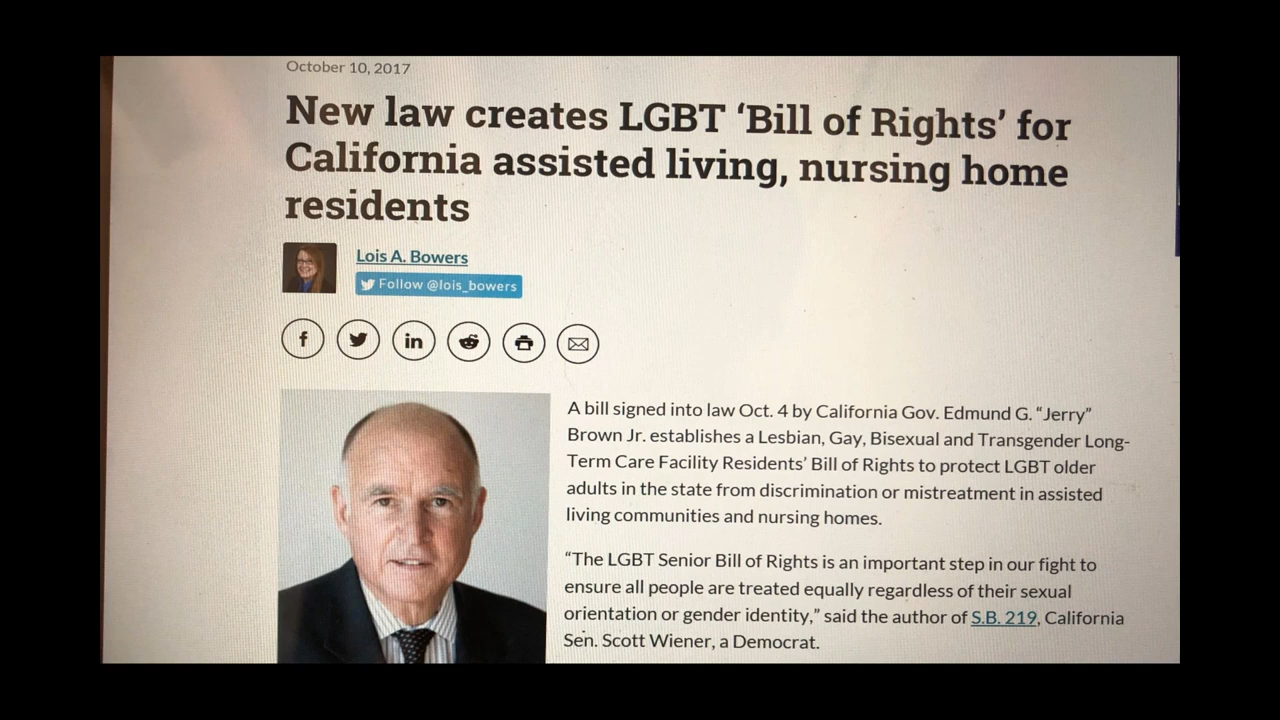 October 10, 2017
New law creates LGBT ‘Bill of Rights’ for
California assisted living, nursing home
residents
Lois A. Bowers
Follow @lois_bowers
f
in
A bill signed into law Oct. 4 by California Gov. Edmund G. “Jerry”
Brown Jr. establishes a Lesbian, Gay, Bisexual and Transgender Long-
Term Care Facility Residents’ Bill of Rights to protect LGBT older
adults in the state from discrimination or mistreatment in assisted
living communities and nursing homes.
“The LGBT Senior Bill of Rights is an important step in our fight to
ensure all people are treated equally regardless of their sexual
orientation or gender identity,” said the author of S.B. 219, California
Sen. Scott Wiener, a Democrat.